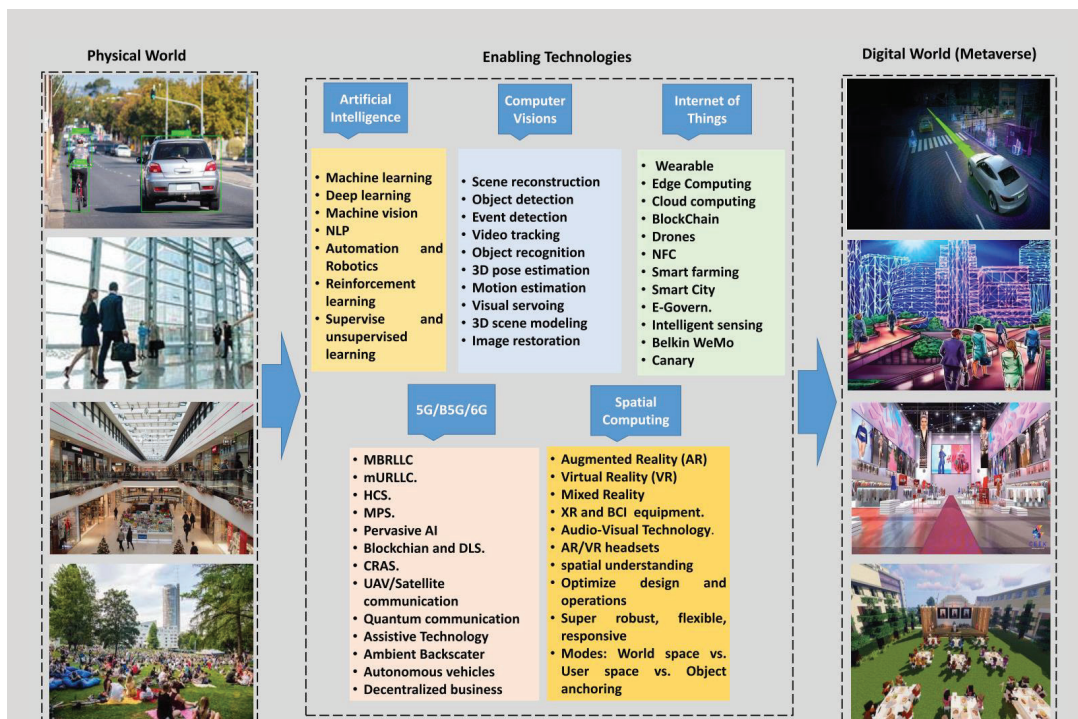 Physical World
Enabling Technologies
Digital World (Metaverse)
Artificial
Intelligence
Computer
Visions
Internet of
Things
• Machine learning
• Deep learning
• Machine vision
• NLP
• Automation and
Robotics
• Reinforcement
learning
• Supervise and
unsupervised
learning
• Scene reconstruction
• Object detection
• Event detection
• Video tracking
• Object recognition
• 3D pose estimation
• Motion estimation
• Visual servoing
• 3D scene modeling
• Image restoration
• Wearable
• Edge Computing
• Cloud computing
• BlockChain
• Drones
• NFC
• Smart farming
• Smart City
• E-Govern.
• Intelligent sensing
• Belkin WeMo
• Canary
5G/B5G/6G
Spatial
Computing
• MBRLLC
• mURLLC.
• HCS.
• MPS.
• Pervasive AI
• Blockchian and DLS.
• CRAS.
• UAV/Satellite
communication
• Quantum communication
• Assistive Technology
• Ambient Backscater
• Autonomous vehicles
• Decentralized business
• Augmented Reality (AR)
• Virtual Reality (VR)
• Mixed Reality
• XR and BCI equipment.
• Audio-Visual Technology.
• AR/VR headsets
• spatial understanding
• Optimize design and
operations
• Super robust, flexible,
responsive
• Modes: World space vs.
User space vs. Object
anchoring